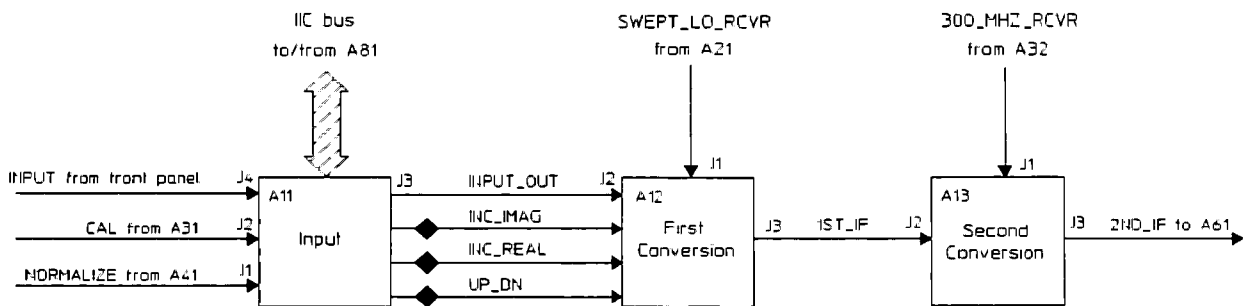 IIC bus
to/from A81
SWEPT_LO_RCVR
from A21
300_MHZ_RCVR
from A32
INPUT from front panel
J4
CAL from A31
J2
NORMALIZE from A41
J1
A11
Input
J3
INPUT_OUT
INC_IMAG
INC_REAL
UP_DN
J2
J1
A12
First
Conversion
J3
1ST_IF
J2
J1
A13
Second
Conversion
J3
2ND_IF to A61